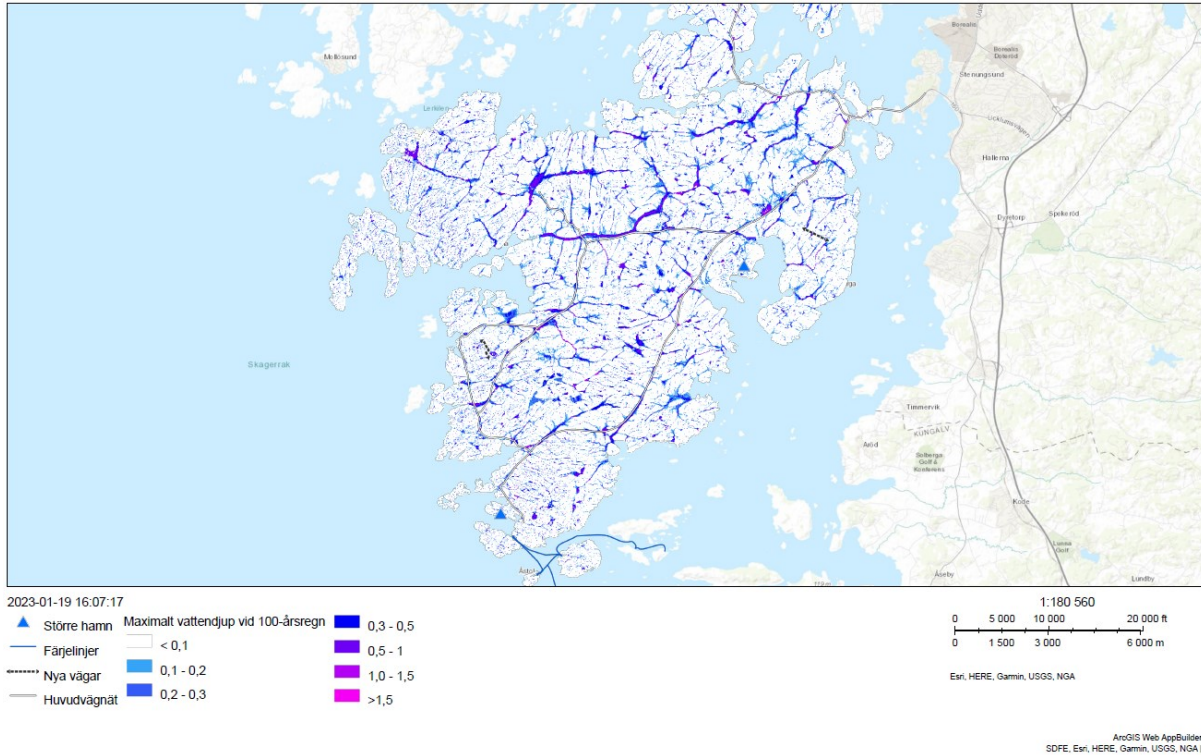 Mollösund
Stenungsund
Hallerna
Dyrtorp
Spekeröd
Skagerrak
Timmervik
KUNGÄLV
Aröd
Solberga
Golf &
Konferens
Kode
Åseby
Lundby
2023-01-19 16:07:17
Större hamn
Färjelinjer
Nya vägar
Huvudvägnät
Maximalt vattendjup vid 100-årsregn
< 0,1
0,1 - 0,2
0,2 - 0,3
0,3 - 0,5
0,5 - 1
1,0 - 1,5
>1,5
1:180 560
0 5 000 10 000 20 000 ft
0 1 500 3 000 6 000 m
Esri, HERE, Garmin, USGS, NGA
ArcGIS Web AppBuilder
SDFE, Esri, HERE, Garmin, USGS, NGA